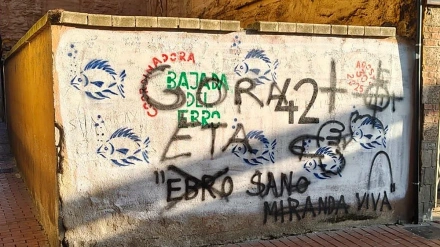 COORDINADORA
BAJADA
DEL
EBRO
GORA 42 +
ETA
"EBRO SANO
MIRANDA VIVA"